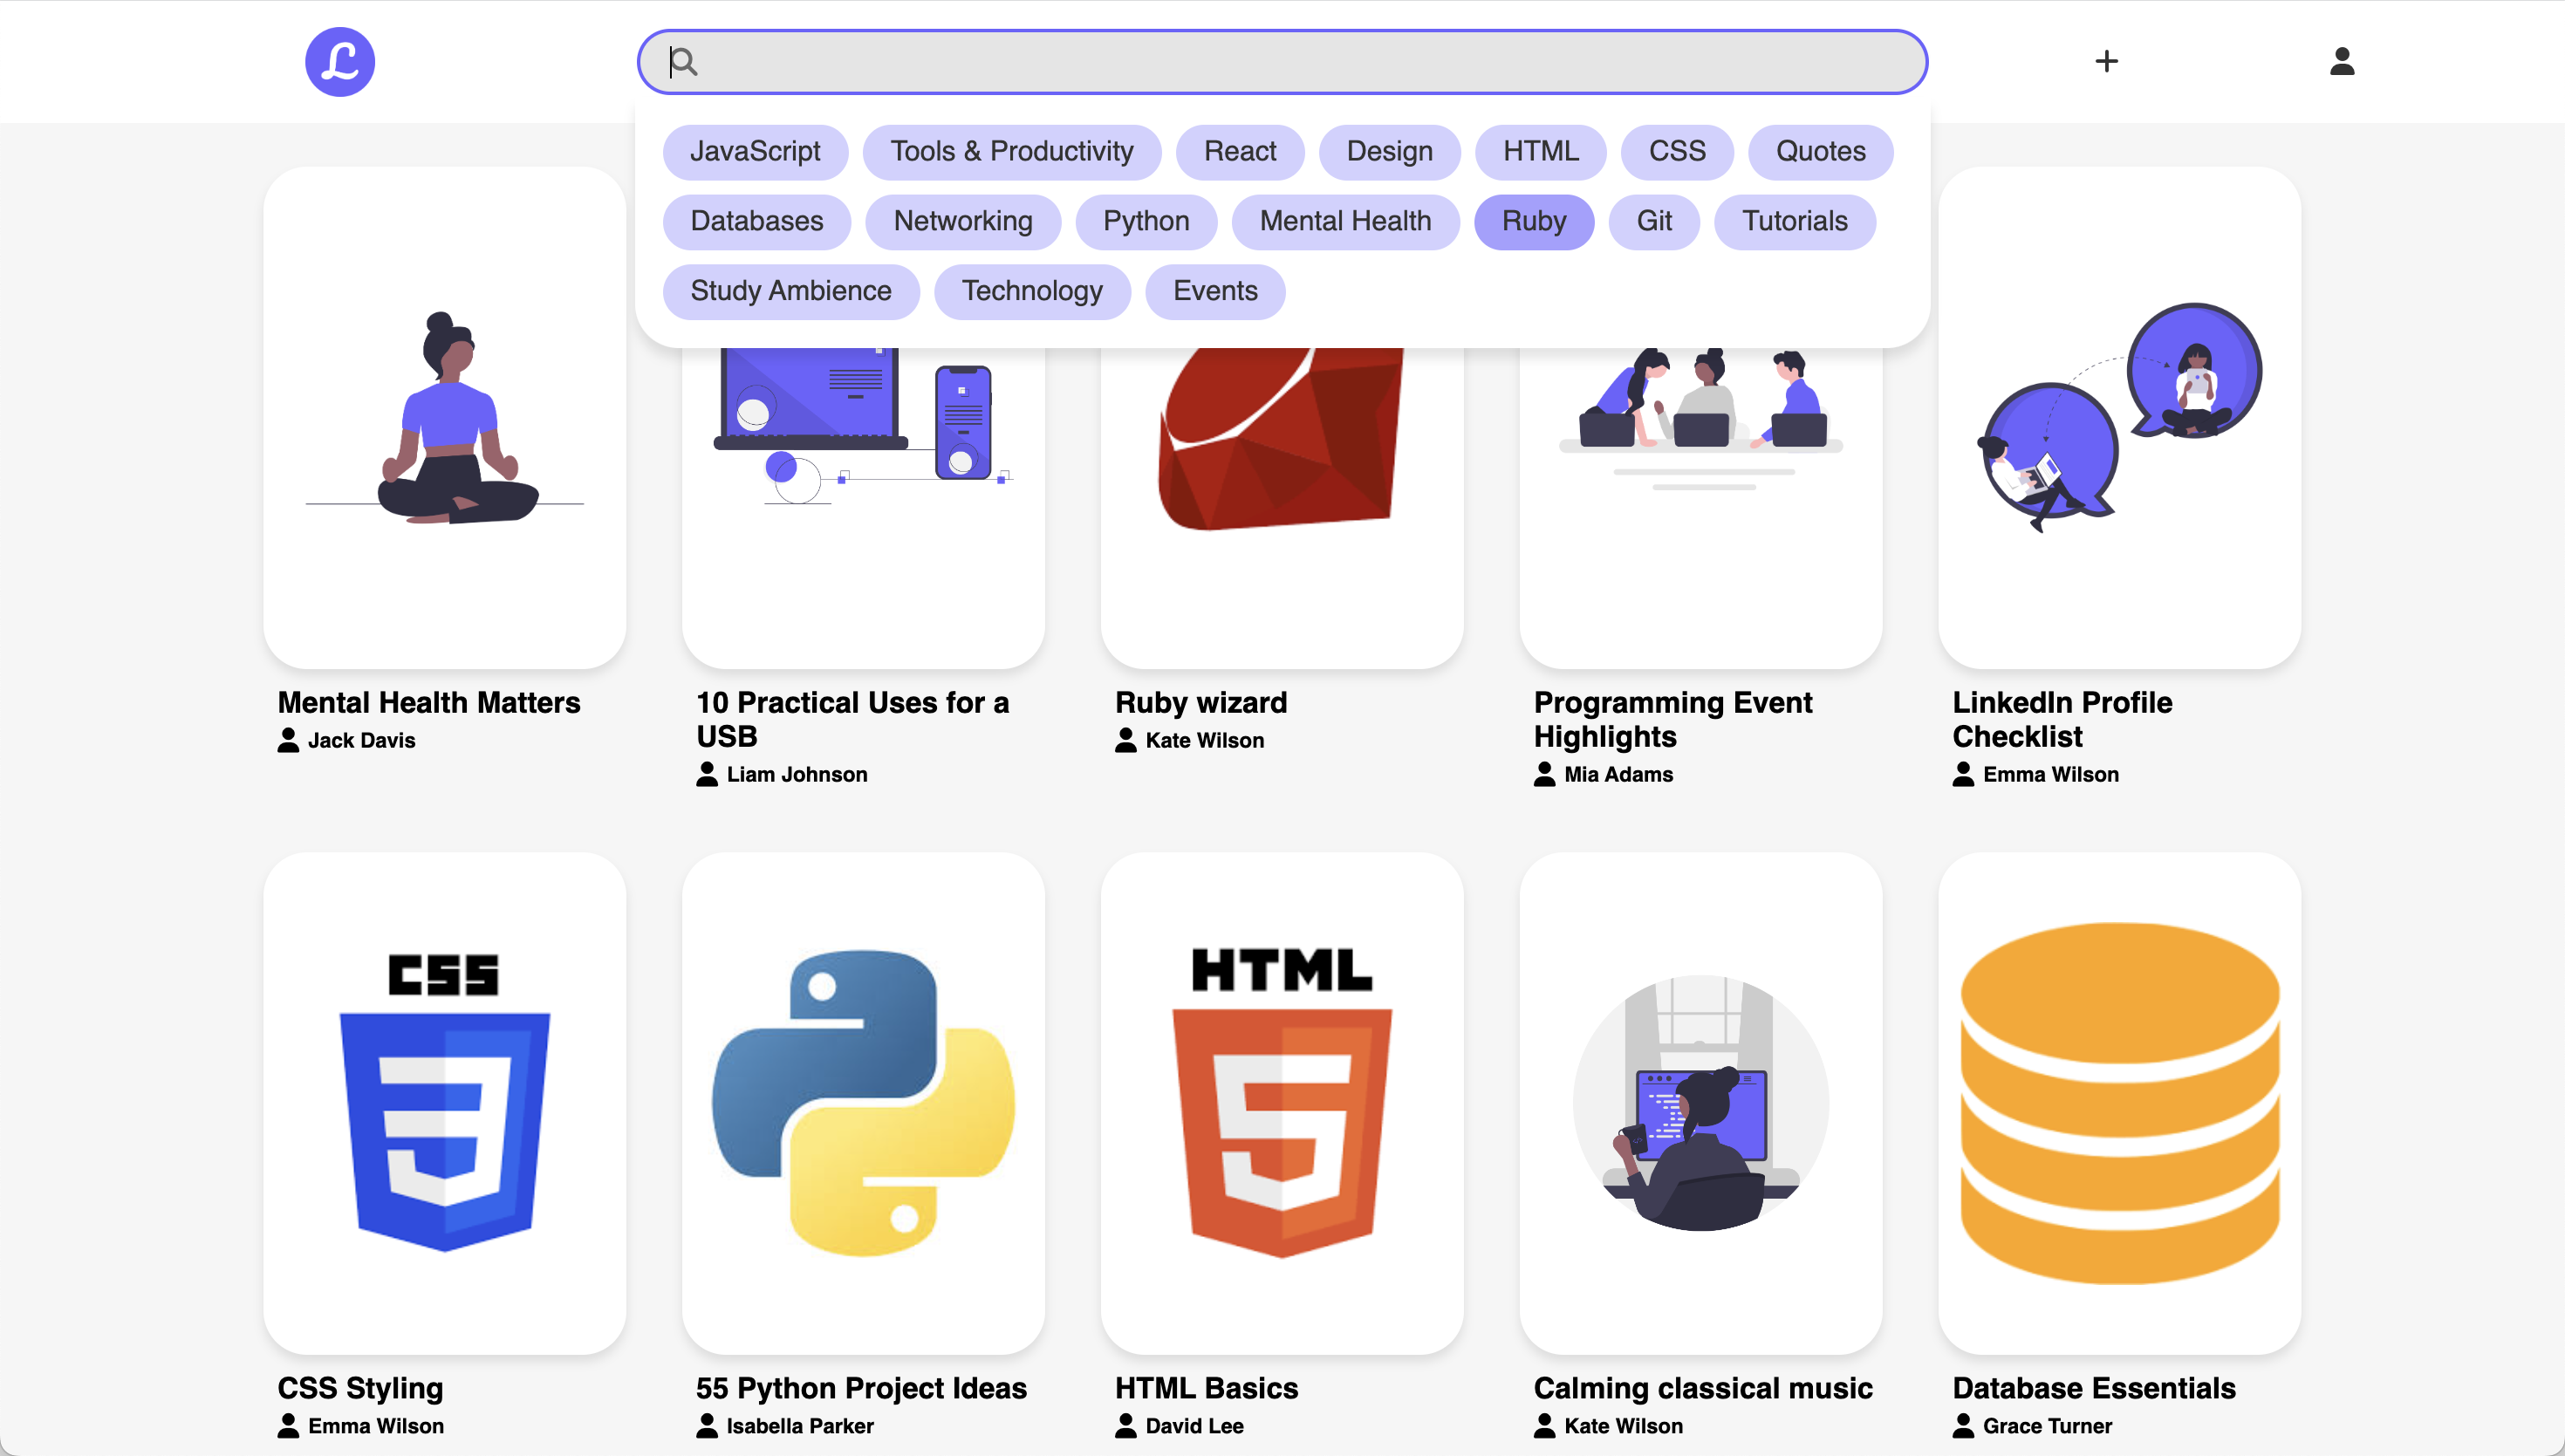 L
JavaScript Tools & Productivity React Design HTML CSS Quotes
Databases Networking Python Mental Health Ruby Git Tutorials
Study Ambience Technology Events
Mental Health Matters
Jack Davis
10 Practical Uses for a
USB
Liam Johnson
Ruby wizard
Kate Wilson
Programming Event
Highlights
Mia Adams
LinkedIn Profile
Checklist
Emma Wilson
CSS
CSS Styling
Emma Wilson
55 Python Project Ideas
Isabella Parker
HTML
5
HTML Basics
David Lee
Calming classical music
Kate Wilson
Database Essentials
Grace Turner